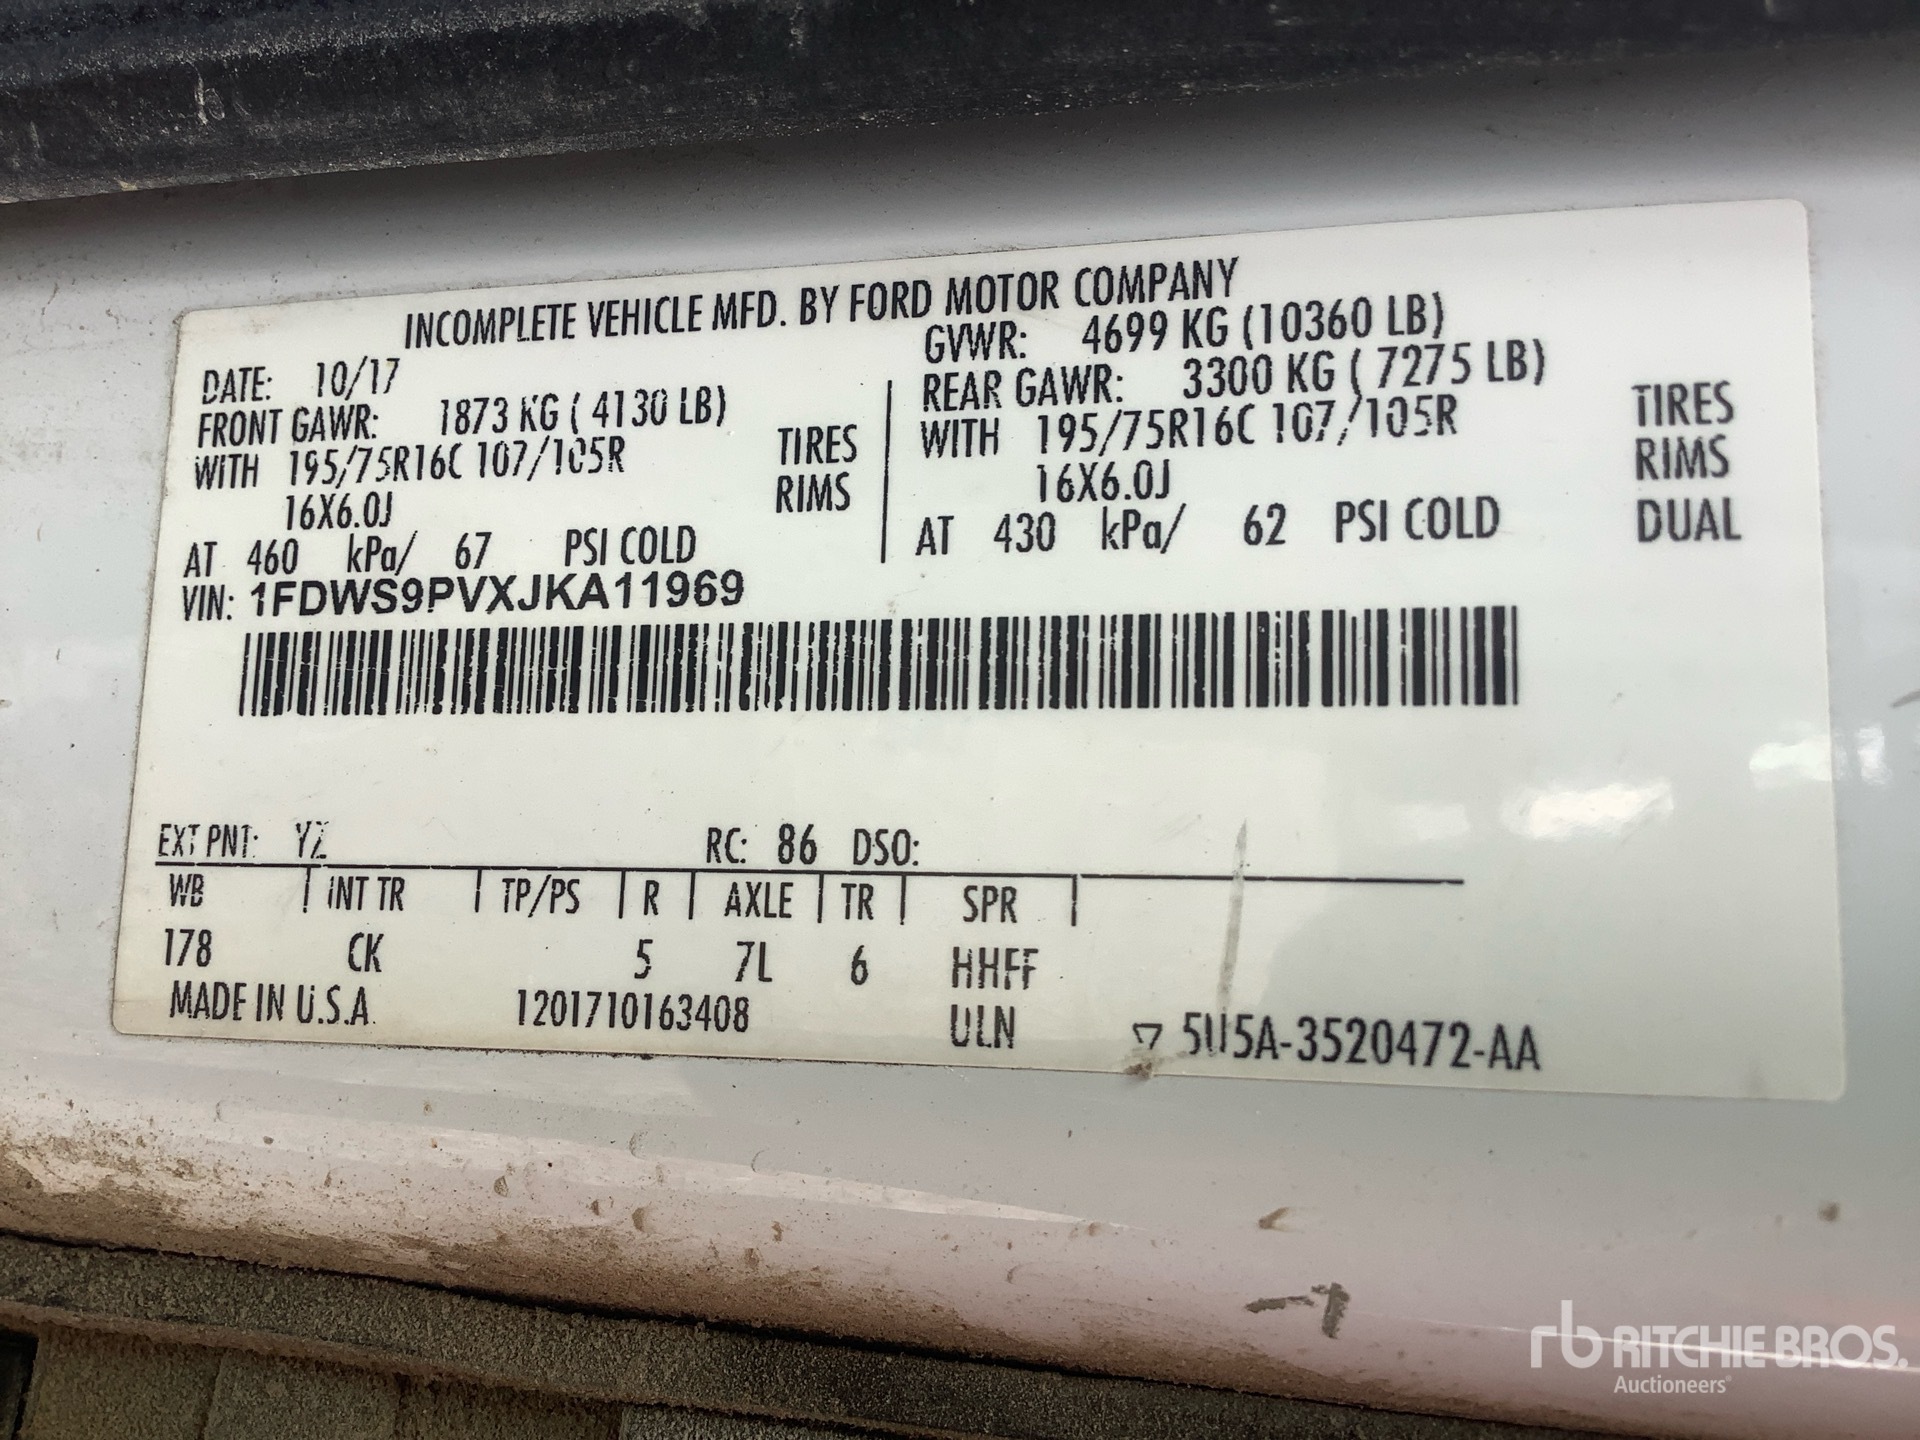 INCOMPLETE VEHICLE MFD. BY FORD MOTOR COMPANY
DATE: 10/17
FRONT GAWR: 1873 KG ( 4130 LB)
WITH 195/75R16C 107/105R TIRES
16X6.0J RIMS
AT 460 kPa/ 67 PSI COLD
GVWR: 4699 KG (10360 LB)
REAR GAWR: 3300 KG ( 7275 LB)
WITH 195/75R16C 107/105R TIRES
16X6.0J RIMS
AT 430 kPa/ 62 PSI COLD DUAL
VIN: 1FDWS9PVXJKA11969
EXT PNT: YZ RC: 86 DSO:
WB INT TR TP/PS R AXLE TR SPR
178 CK 5 7L 6 HHFF
MADE IN U.S.A. 1201710163408 ULN ▽ 5U5A-3520472-AA
rb RITCHIE BROS.
Auctioneers